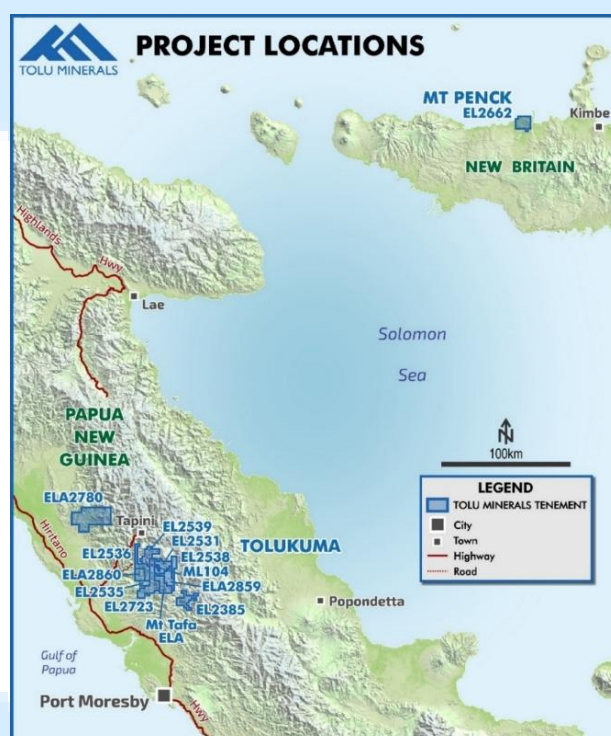 TOLU MINERALS
PROJECT LOCATIONS
MT PENCK
EL2662
Kimbe
NEW BRITAIN
Highlands
Hwy
Lae
Solomon
Sea
PAPUA
NEW
GUINEA
N
100km
LEGEND
TOLU MINERALS TENEMENT
City
Town
Highway
Road
ELA2780
Tapini
Hiritano
EL2539
EL2531
TOLUKUMA
EL2536
EL2538
ML104
ELA2860
ELA2859
EL2535
EL2723
EL2385
Mt Tafa
ELA
Popondetta
Gulf of
Papua
Port Moresby
Hwy